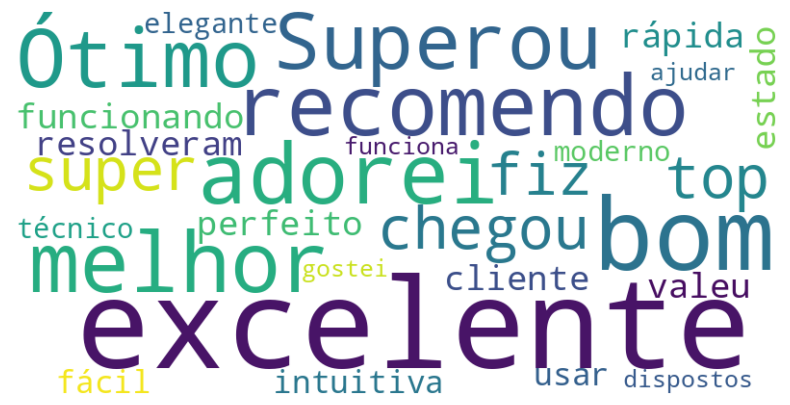 elegante
Ótimo
Superou
rápida
estado
ajudar
funcionando
recomendo
resolveram
funciona
moderno
super
adorei
fiz
top
técnico
perfeito
chegou
bom
melhor
gostei
cliente
valeu
excelente
fácil
intuitiva
usar
dispostos